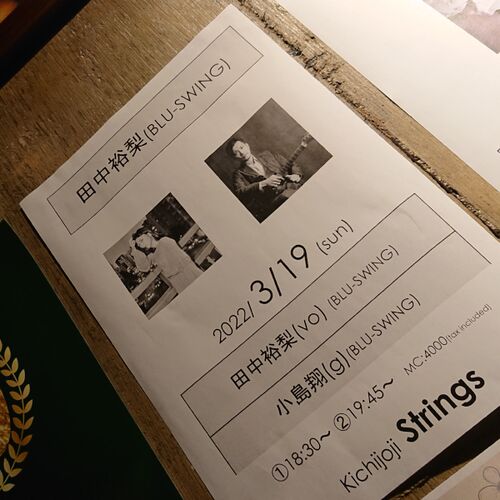 田中裕梨(BLU-SWING)
2022/ 3/19 (sun)
田中裕梨(vo) (BLU-SWING)
小島翔(g)(BLU-SWING)
①18:30～ ②19:45～ MC:4000(tax included)
Kichijoji Strings